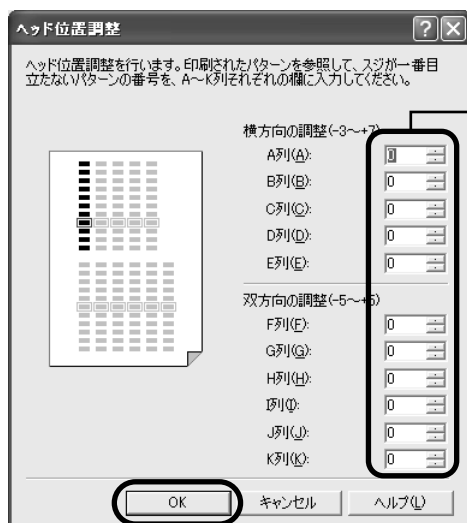 ヘッド位置調整
ヘッド位置調整を行います。印刷されたパターンを参照して、スジが一番目
立たないパターンの番号を、A～K列それぞれの欄に入力してください。
横方向の調整(-3～+7)
A列(A): 0
B列(B): 0
C列(C): 0
D列(D): 0
E列(E): 0
双方向の調整(-5～+5)
F列(F): 0
G列(G): 0
H列(H): 0
I列(I): 0
J列(J): 0
K列(K): 0
OK キャンセル ヘルプ(L)